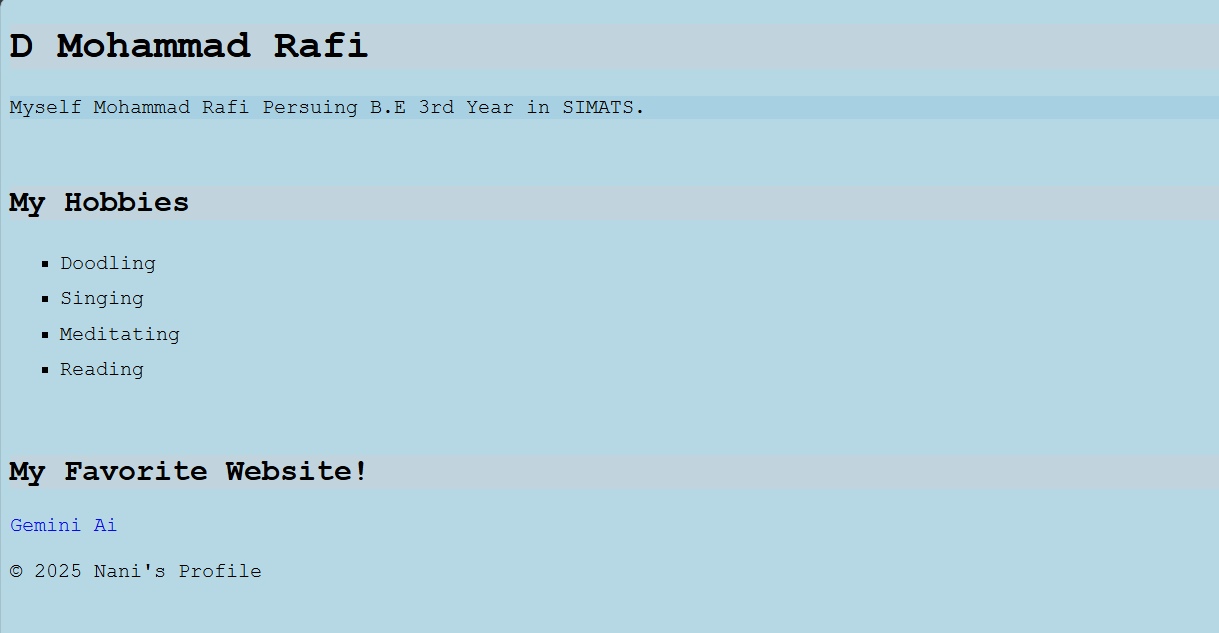 D Mohammad Rafi
Myself Mohammad Rafi Persuing B.E 3rd Year in SIMATS.
My Hobbies
Doodling
Singing
Meditating
Reading
My Favorite Website!
Gemini Ai
© 2025 Nani's Profile